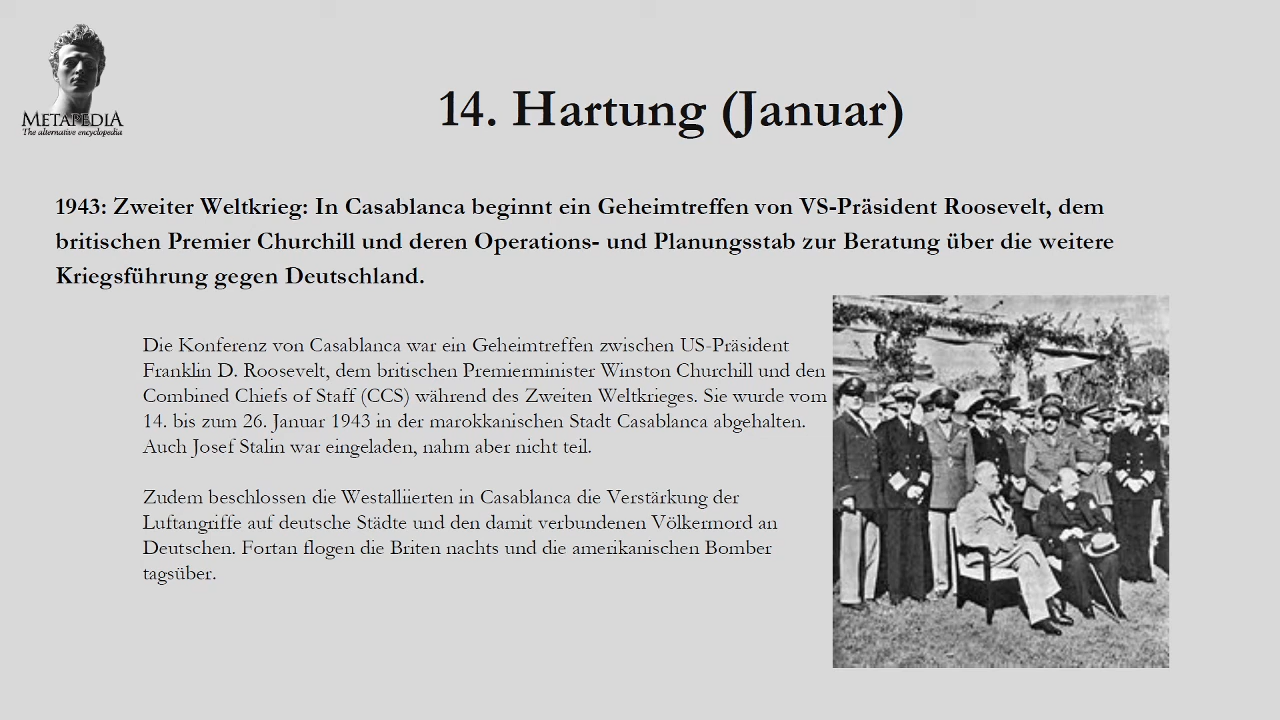 METAPEDIA
The alternative encyclopedia
14. Hartung (Januar)
1943: Zweiter Weltkrieg: In Casablanca beginnt ein Geheimtreffen von VS-Präsident Roosevelt, dem
britischen Premier Churchill und deren Operations- und Planungsstab zur Beratung über die weitere
Kriegsführung gegen Deutschland.
Die Konferenz von Casablanca war ein Geheimtreffen zwischen US-Präsident
Franklin D. Roosevelt, dem britischen Premierminister Winston Churchill und den
Combined Chiefs of Staff (CCS) während des Zweiten Weltkrieges. Sie wurde vom
14. bis zum 26. Januar 1943 in der marokkanischen Stadt Casablanca abgehalten.
Auch Josef Stalin war eingeladen, nahm aber nicht teil.
Zudem beschlossen die Westalliierten in Casablanca die Verstärkung der
Luftangriffe auf deutsche Städte und den damit verbundenen Völkermord an
Deutschen. Fortan flogen die Briten nachts und die amerikanischen Bomber
tagsüber.